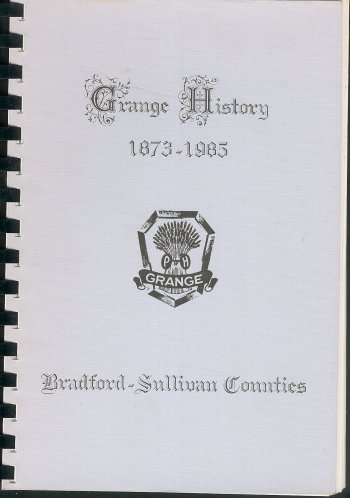 Grange History
1873-1985
P H
GRANGE
Bradford-Sullivan Counties